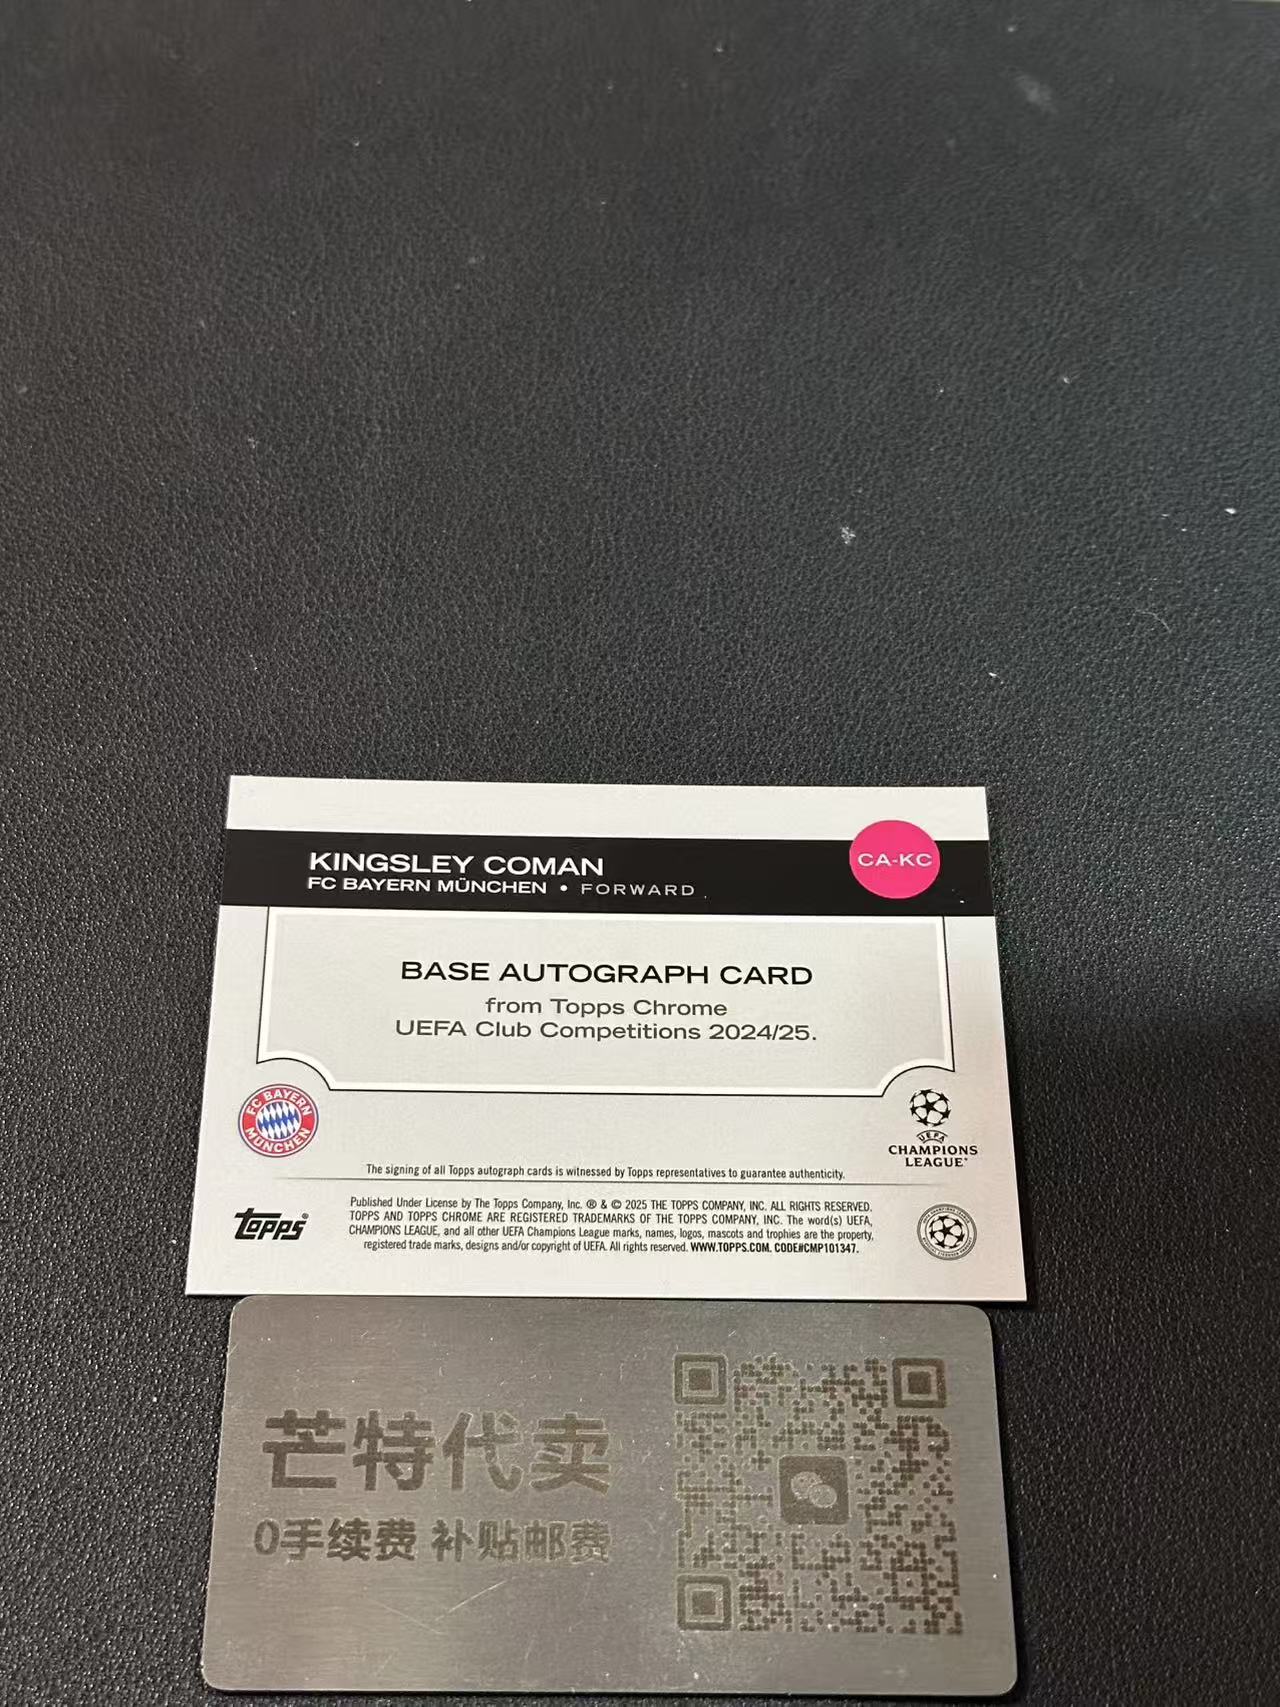 KINGSLEY COMAN
FC BAYERN MÜNCHEN • FORWARD
CA-KC
BASE AUTOGRAPH CARD
from Topps Chrome
UEFA Club Competitions 2024/25.
FC BAYERN
MÜNCHEN
UEFA
CHAMPIONS
LEAGUE®
The signing of all Topps autograph cards is witnessed by Topps representatives to guarantee authenticity.
topps®
Published Under License by The Topps Company, Inc. ® & © 2025 THE TOPPS COMPANY, INC. ALL RIGHTS RESERVED.
TOPPS AND TOPPS CHROME ARE REGISTERED TRADEMARKS OF THE TOPPS COMPANY, INC. The word(s) UEFA,
CHAMPIONS LEAGUE, and all other UEFA Champions League marks, names, logos, mascots and trophies are the property,
registered trade marks, designs and/or copyright of UEFA. All rights reserved. WWW.TOPPS.COM. CODE#CMP101347.
芒特代卖
0手续费 补贴邮费